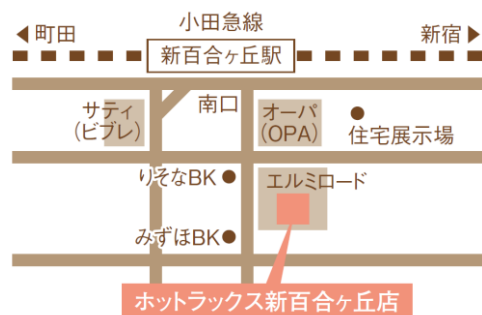 小田急線
◀町田
新宿▶
新百合ヶ丘駅
南口
サティ
(ビブレ)
オーパ
(OPA)
住宅展示場
りそなBK
エルミロード
みずほBK
ホットラックス新百合ヶ丘店